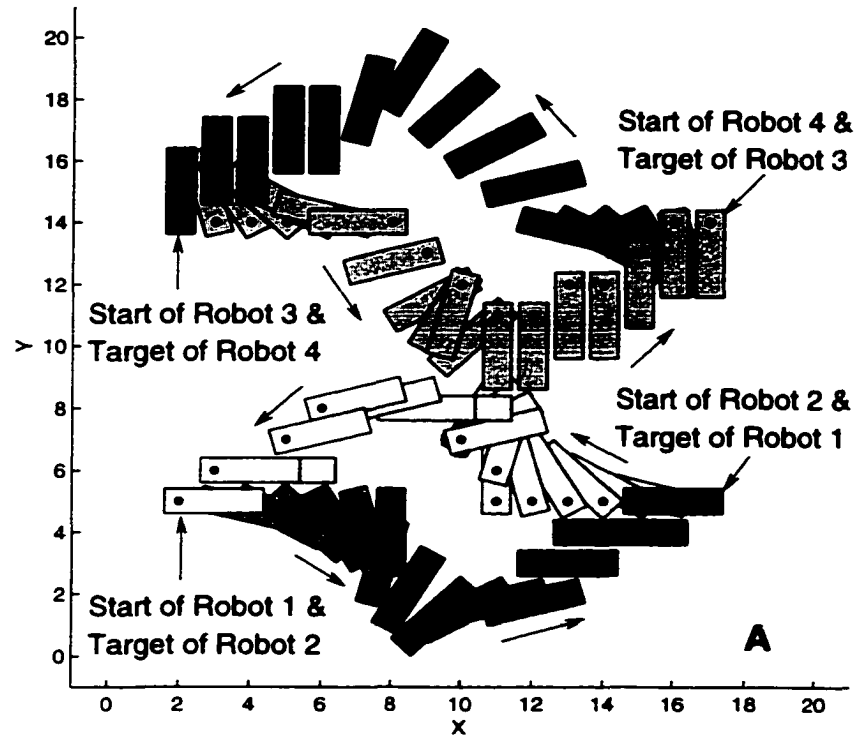 20
18
16
14
12
10
8
6
4
2
0
Y
Start of Robot 4 &
Target of Robot 3
Start of Robot 3 &
Target of Robot 4
Start of Robot 2 &
Target of Robot 1
Start of Robot 1 &
Target of Robot 2
A
0 2 4 6 8 10 12 14 16 18 20
X